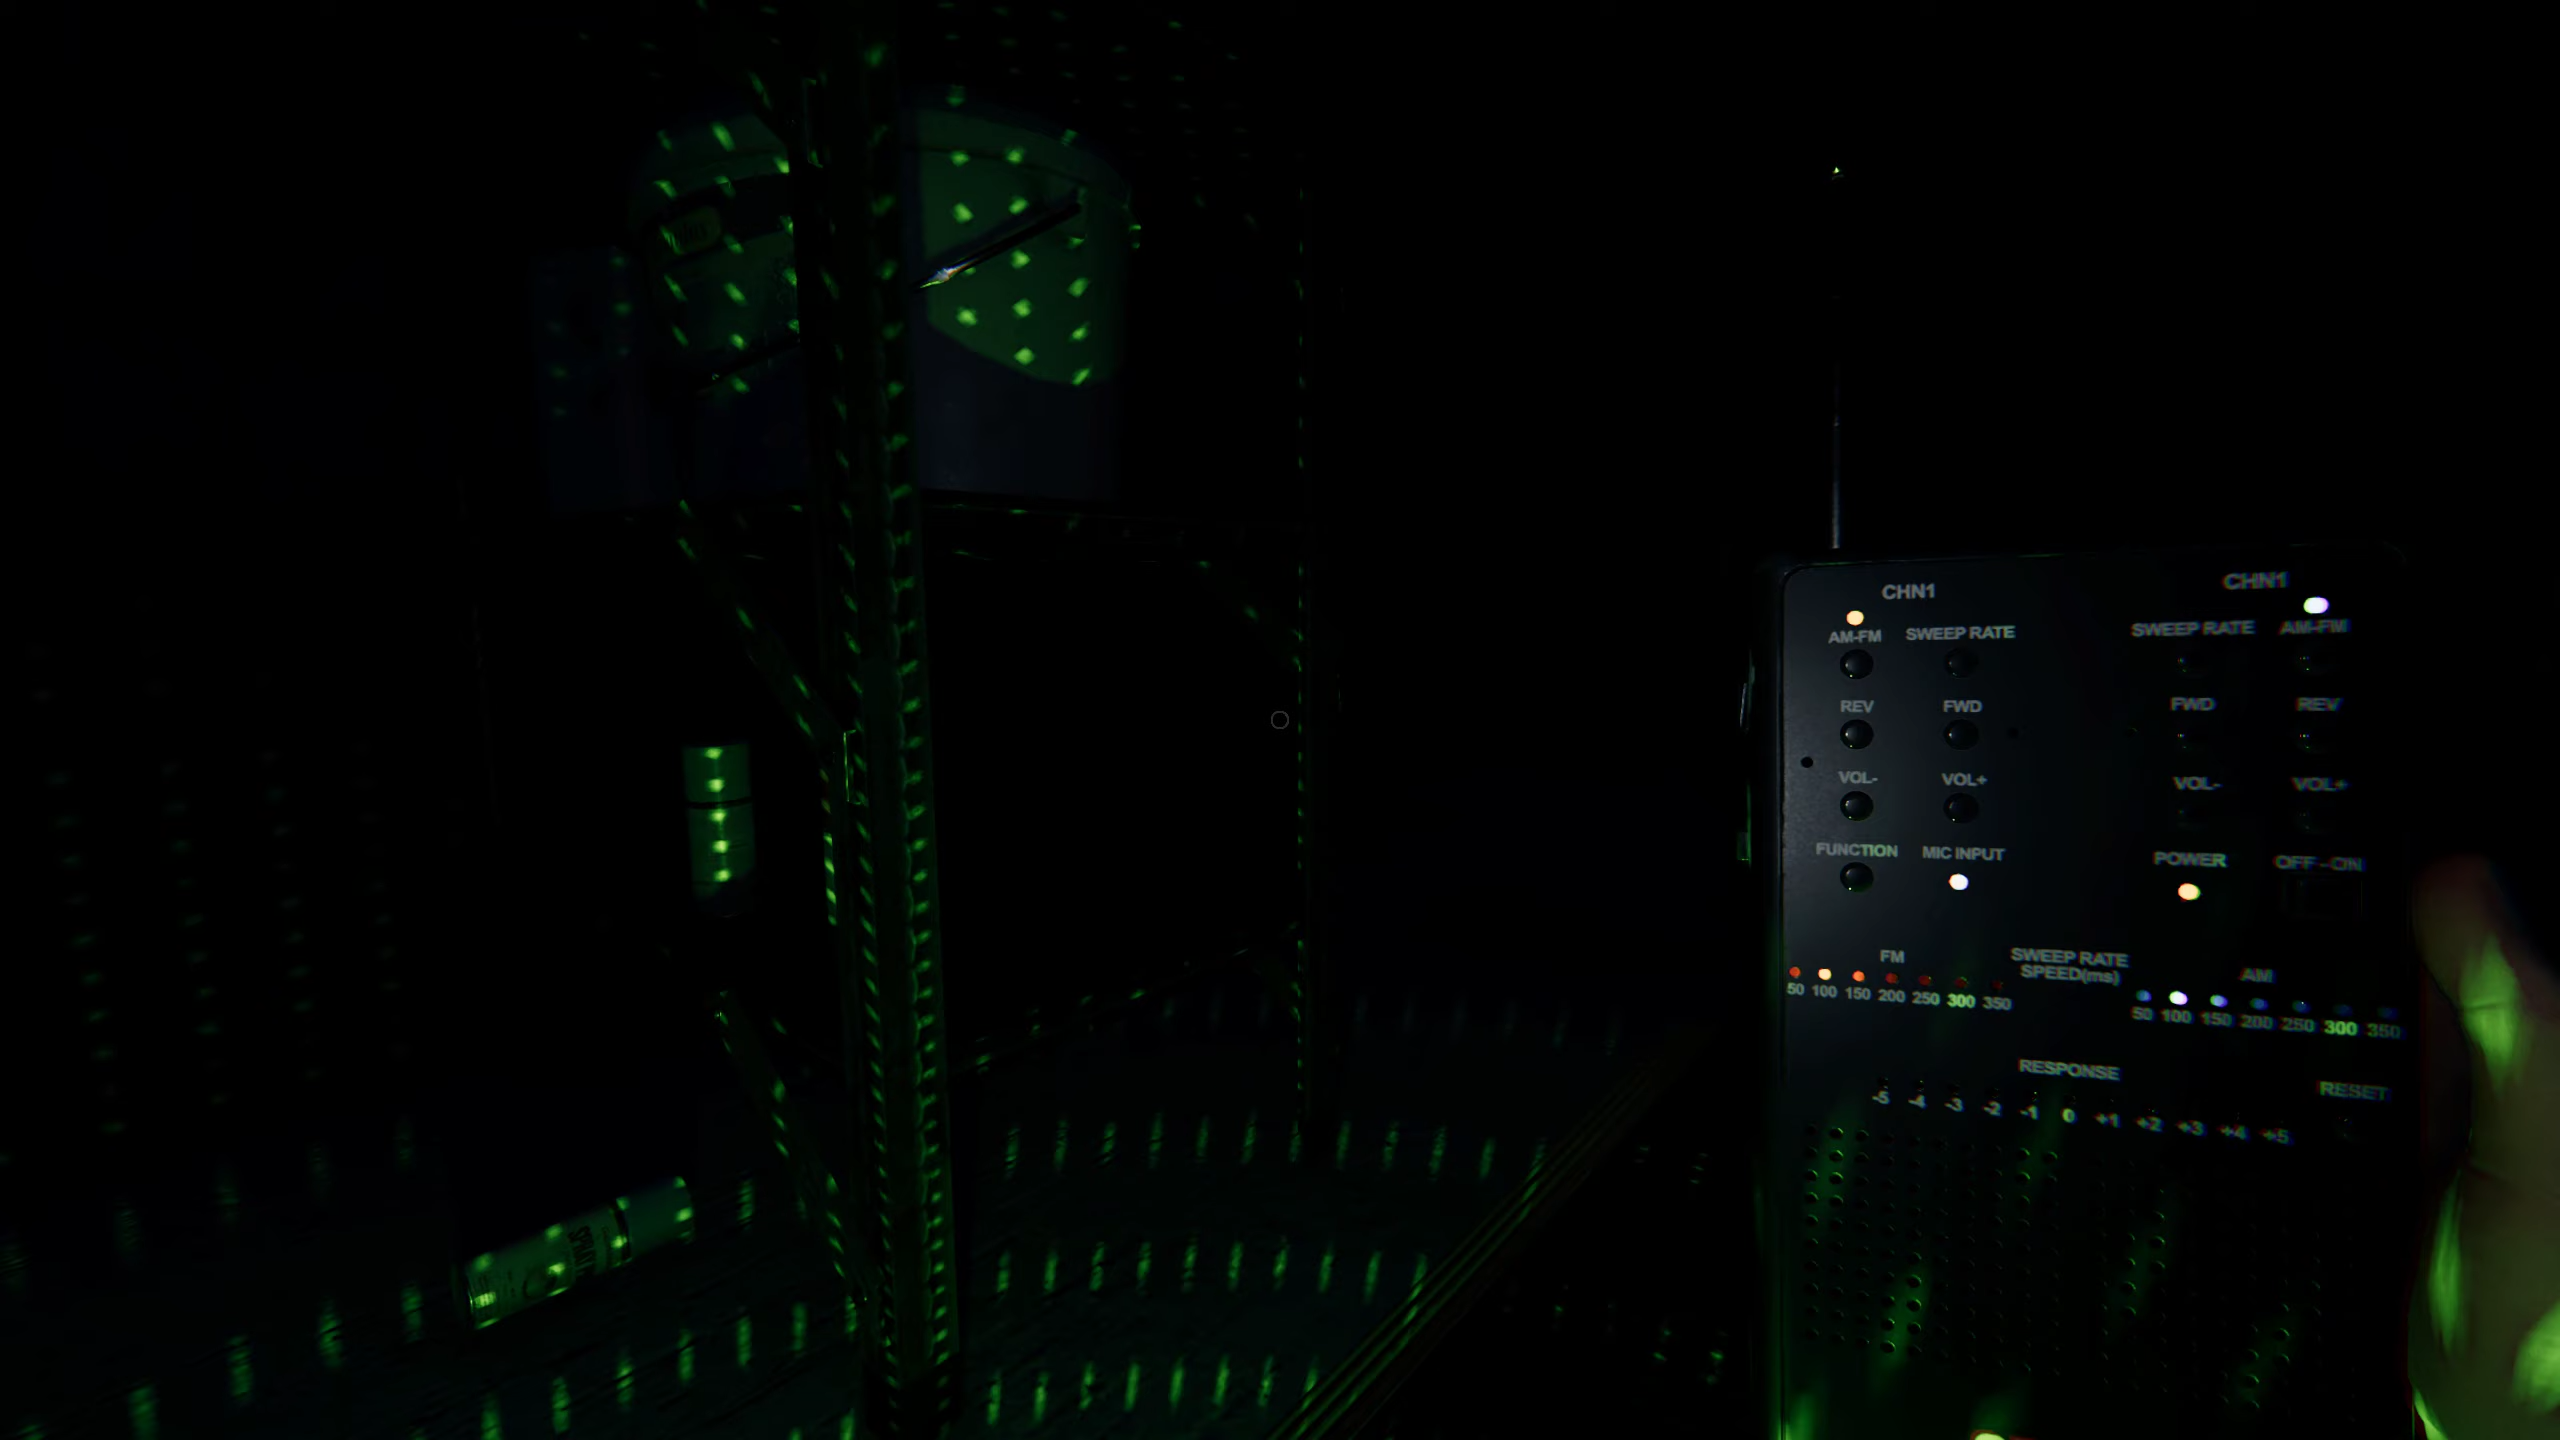 CHN1 CHN1
AM-FM SWEEP RATE SWEEP RATE AM-FM
REV FWD FWD REV
VOL- VOL+ VOL- VOL+
FUNCTION MIC INPUT POWER OFF - ON
FM SWEEP RATE AM
SPEED(ms)
50 100 150 200 250 300 350 50 100 150 200 250 300 350
RESPONSE RESET
-5 -4 -3 -2 -1 0 +1 +2 +3 +4 +5